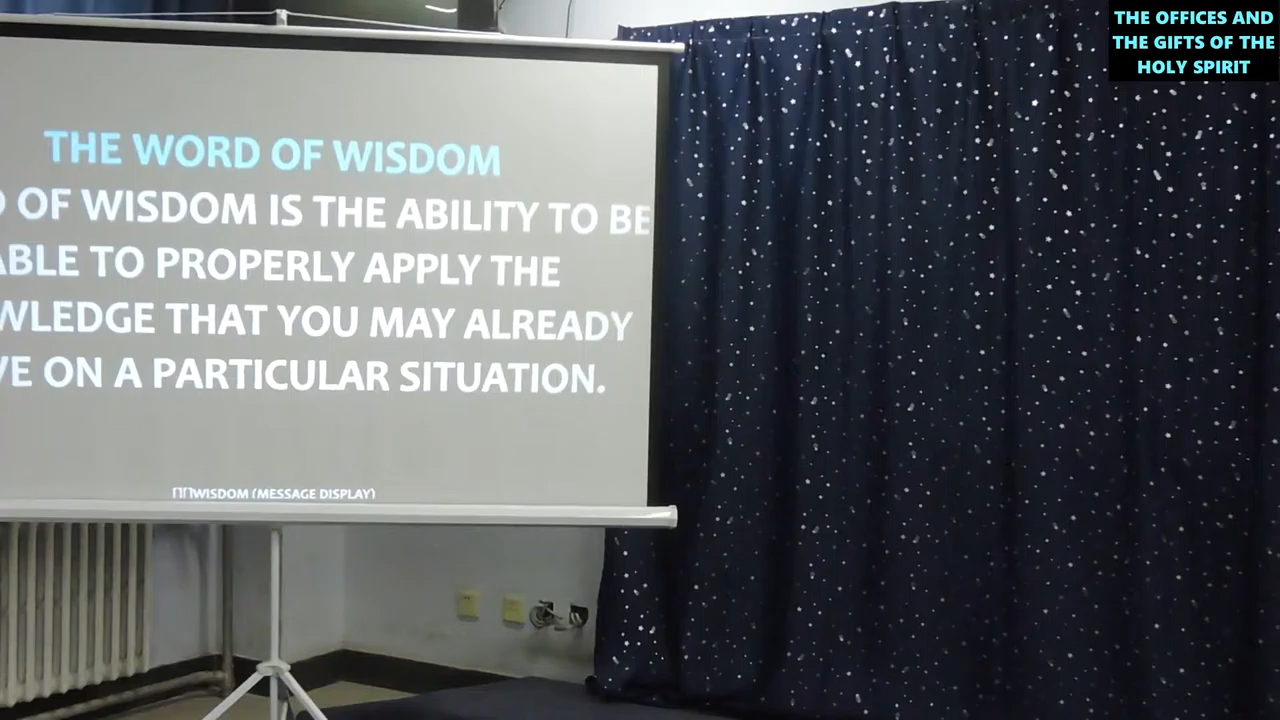 THE OFFICES AND
THE GIFTS OF THE
HOLY SPIRIT
THE WORD OF WISDOM
OF WISDOM IS THE ABILITY TO BE
ABLE TO PROPERLY APPLY THE
WLEDGE THAT YOU MAY ALREADY
VE ON A PARTICULAR SITUATION.
WISDOM (MESSAGE DISPLAY)